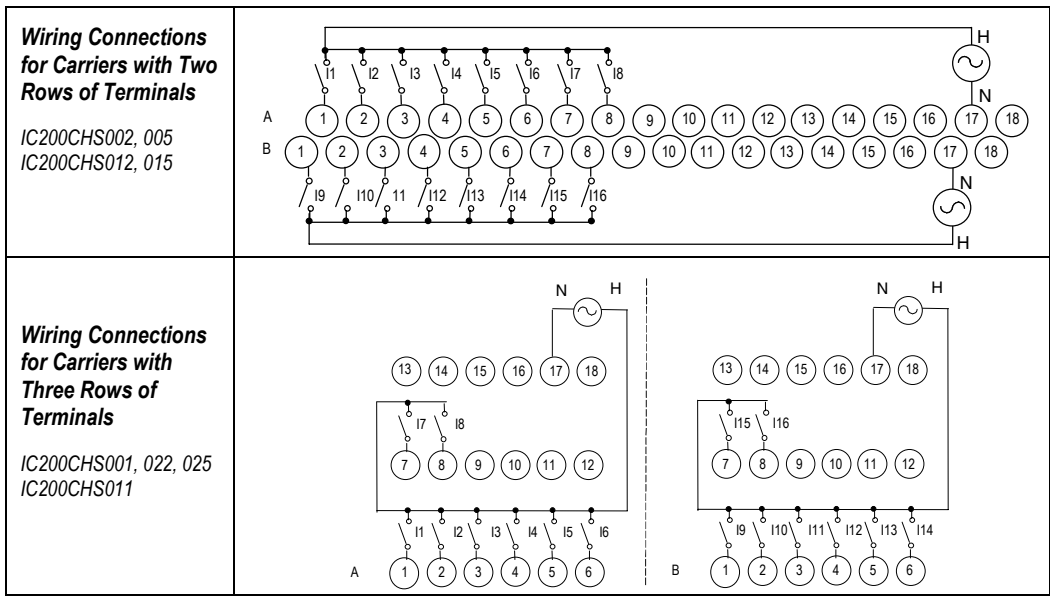 Wiring Connections
for Carriers with Two
Rows of Terminals
IC200CHS002, 005
IC200CHS012, 015
H
I1 I2 I3 I4 I5 I6 I7 I8
N
A 1 2 3 4 5 6 7 8 9 10 11 12 13 14 15 16 17 18
B 1 2 3 4 5 6 7 8 9 10 11 12 13 14 15 16 17 18
N
I9 I10 11 I12 I13 I14 I15 I16
H
Wiring Connections
for Carriers with
Three Rows of
Terminals
IC200CHS001, 022, 025
IC200CHS011
N H
13 14 15 16 17 18
I7 I8
7 8 9 10 11 12
I1 I2 I3 I4 I5 I6
A 1 2 3 4 5 6
N H
13 14 15 16 17 18
I15 I16
7 8 9 10 11 12
I9 I10 I11 I12 I13 I14
B 1 2 3 4 5 6